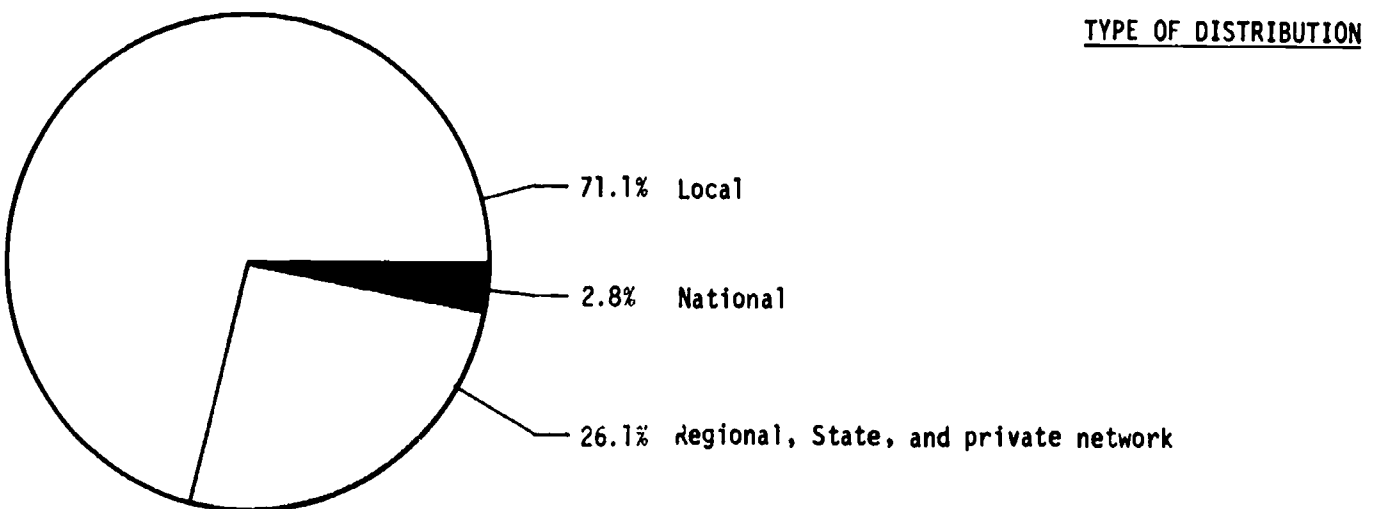 TYPE OF DISTRIBUTION
71.1% Local
2.8% National
26.1% Regional, State, and private network